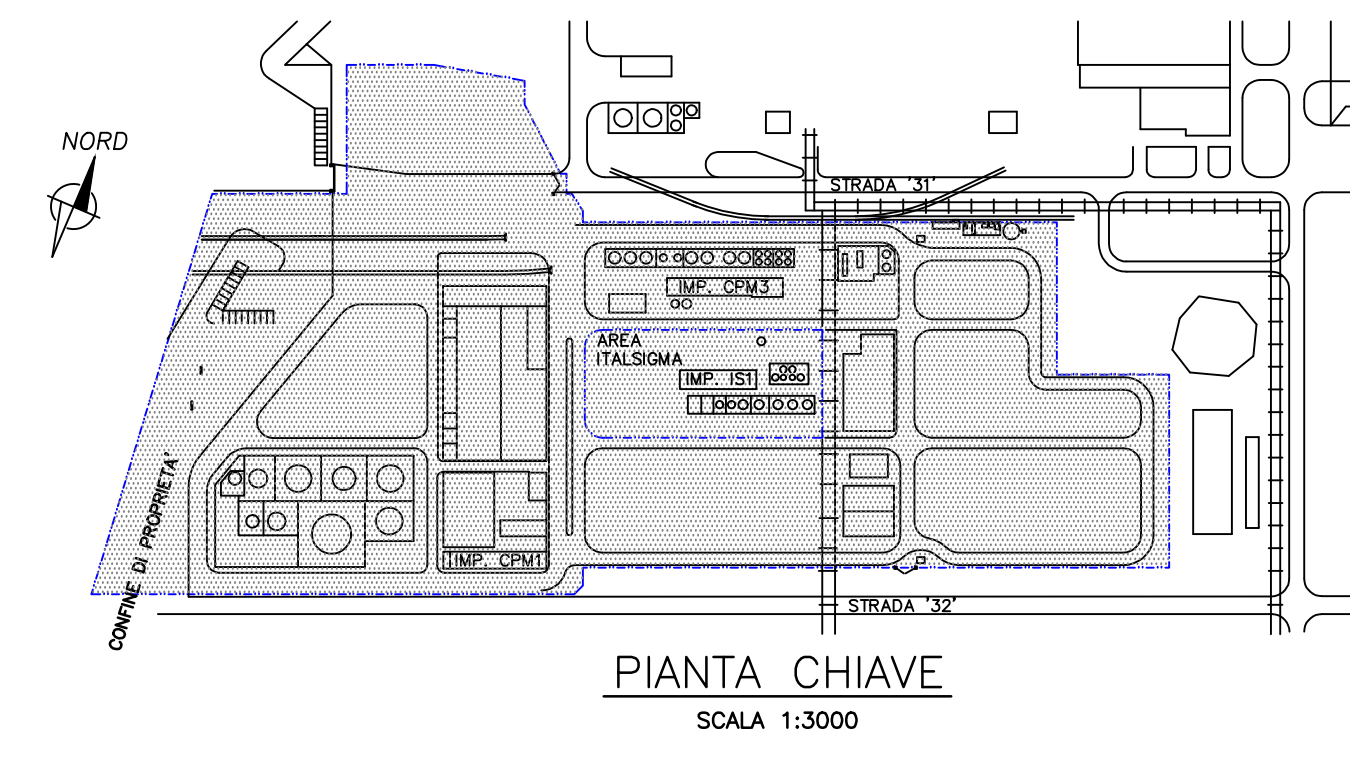 NORD
STRADA '31'
IMP. CPM3
AREA
ITALSIGMA
IMP. IS1
CONFINE DI PROPRIETA'
IMP. CPM1
STRADA '32'
PIANTA CHIAVE
SCALA 1:3000